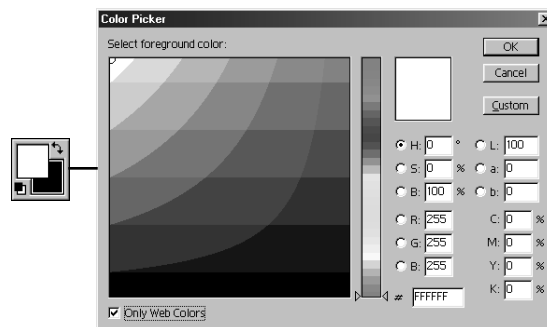 Color Picker
Select foreground color:
OK
Cancel
Custom
H: 0 °
L: 100
S: 0 %
a: 0
B: 100 %
b: 0
R: 255
C: 0 %
G: 255
M: 0 %
B: 255
Y: 0 %
# FFFFFF
K: 0 %
Only Web Colors